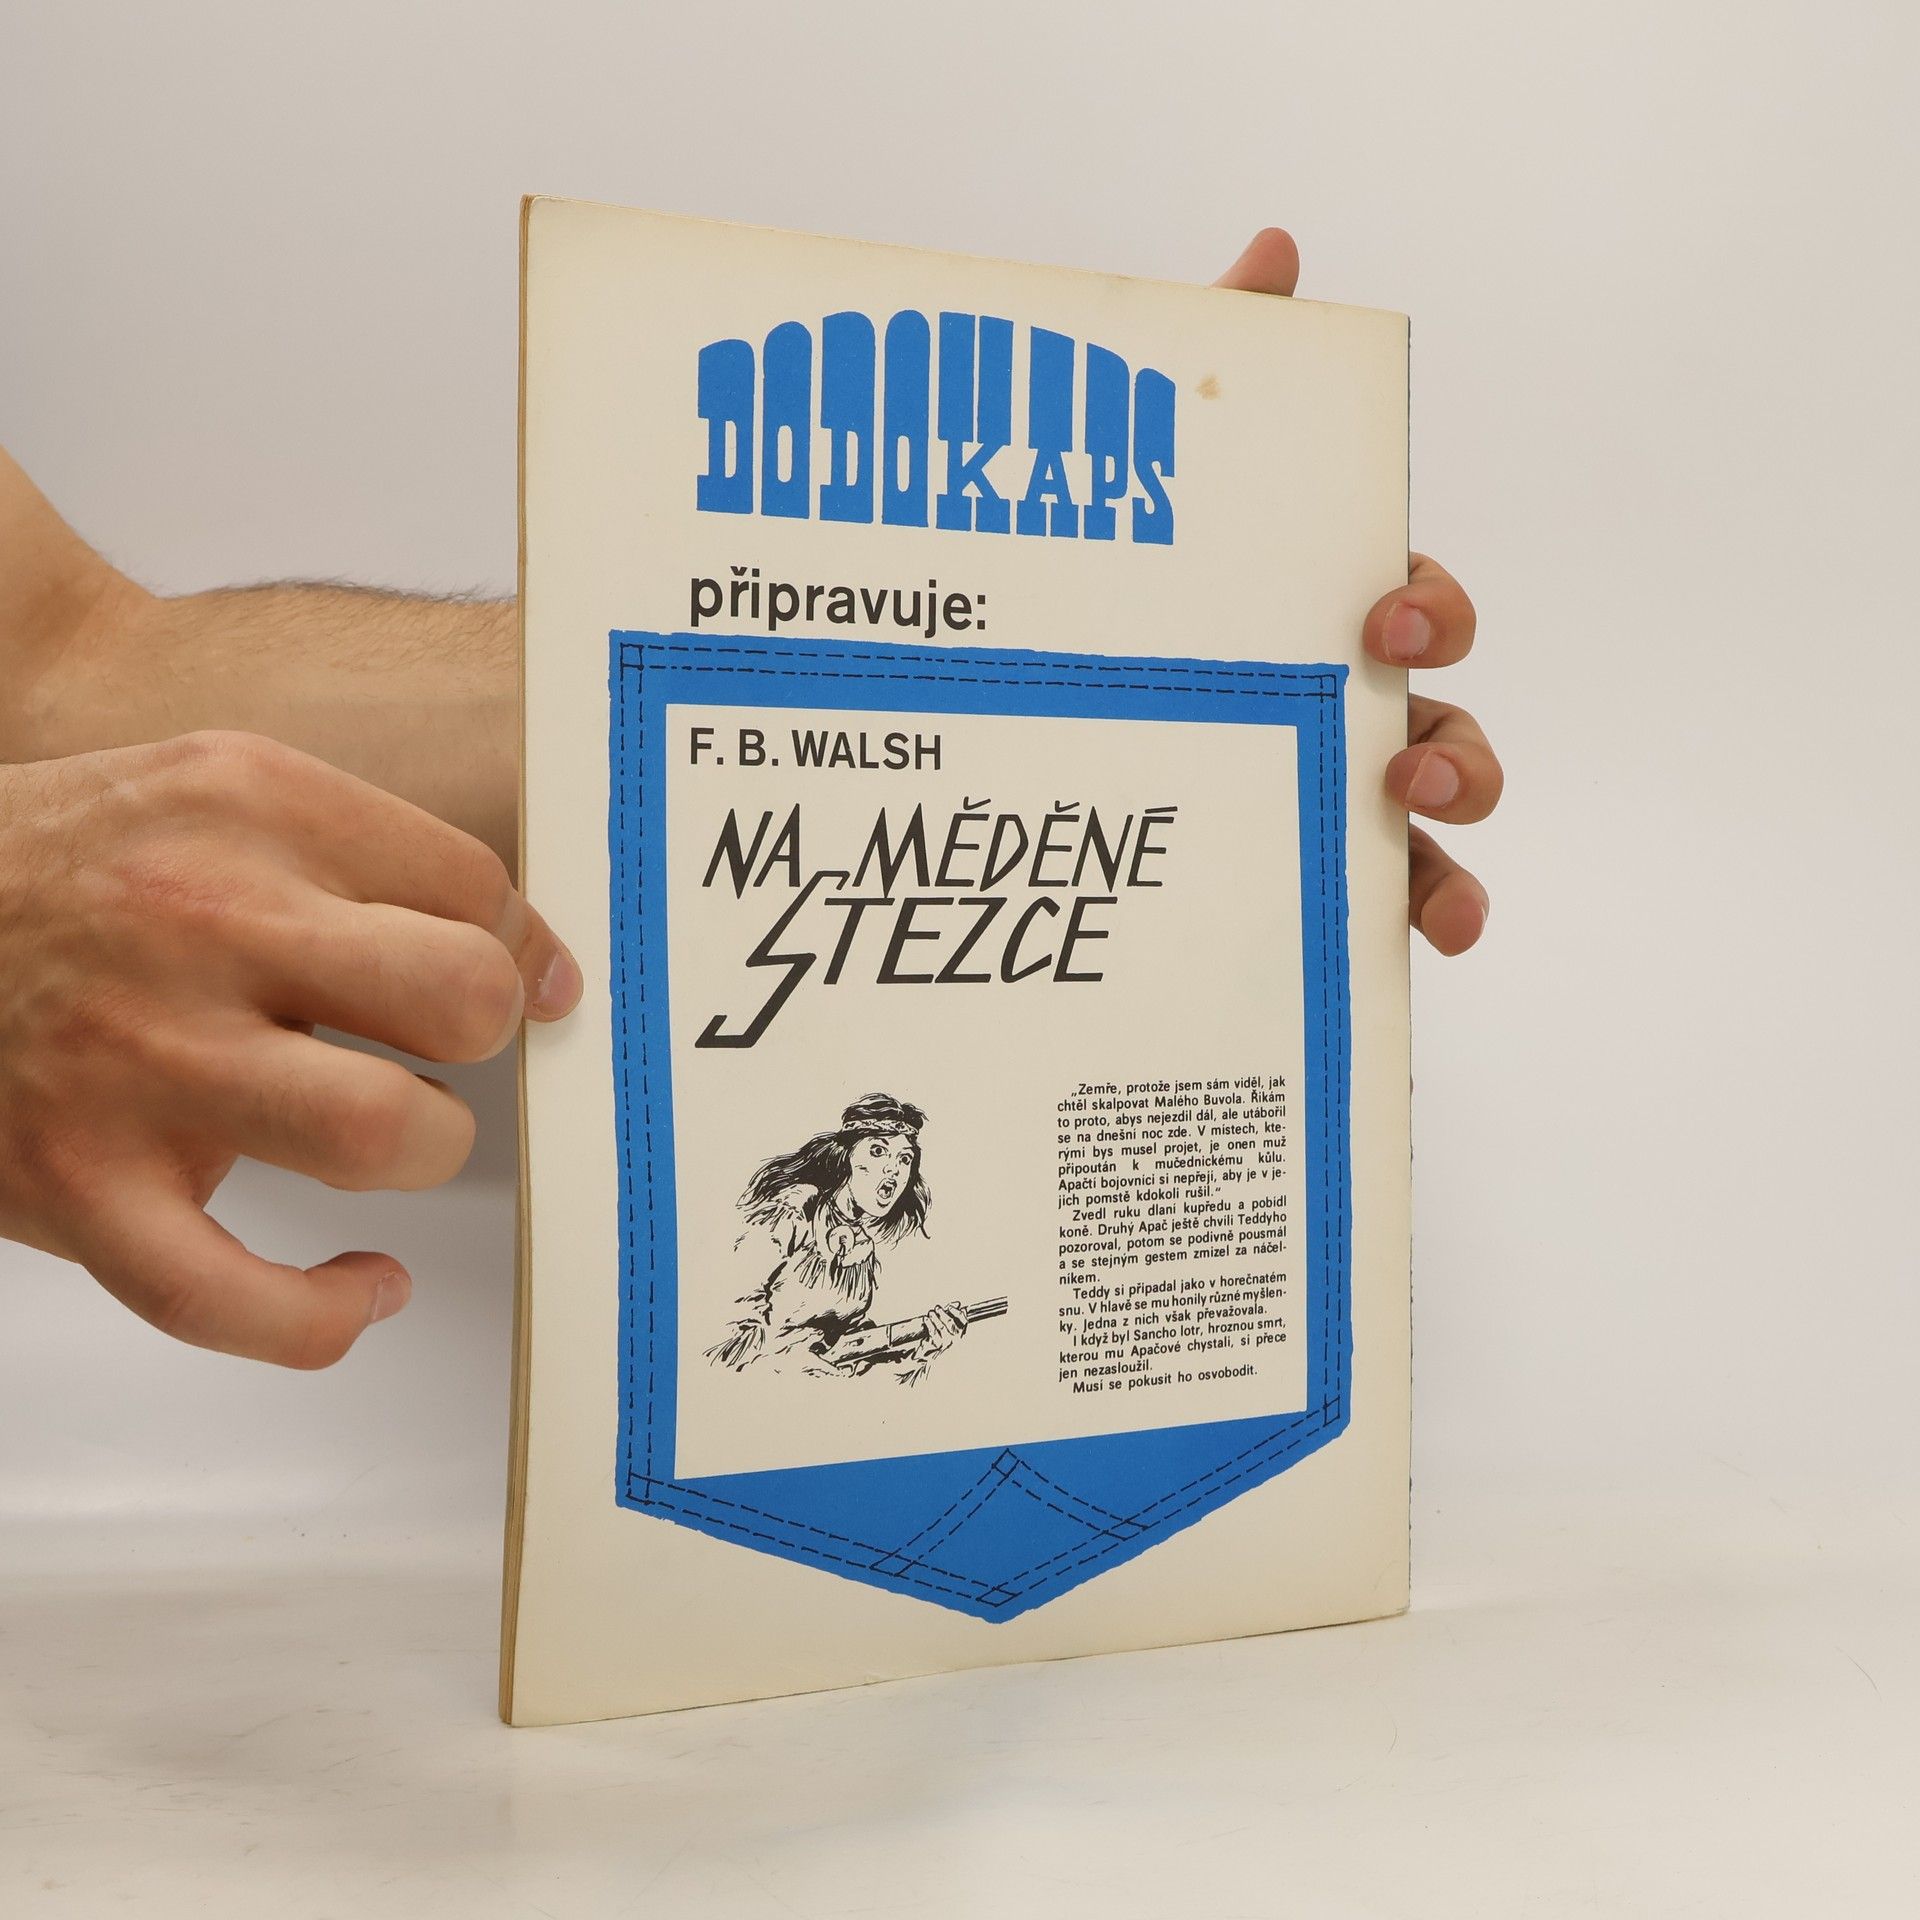 DODOKAPS
připravuje:
F. B. WALSH
NA MĚDĚNÉ
STEZCE
„Zemře, protože jsem sám viděl, jak
chtěl skalpovat Malého Buvola. Říkám
to proto, abys nejezdil dál, ale utábořil
se na dnešní noc zde. V místech, kte-
rými bys musel projet, je onen muž
připoután k mučednickému kůlu.
Apačtí bojovníci si nepřejí, aby je v je-
jich pomstě kdokoli rušil.“
Zvedl ruku dlaní kupředu a pobídl
koně. Druhý Apač ještě chvíli Teddyho
pozoroval, potom se podivně pousmál
a se stejným gestem zmizel za náčel-
níkem.
Teddy si připadal jako v horečnatém
snu. V hlavě se mu honily různé myšlen-
ky. Jedna z nich však převažovala.
I když byl Sancho lotr, hroznou smrt,
kterou mu Apačové chystali, si přece
jen nezasloužil.
Musí se pokusit ho osvobodit.